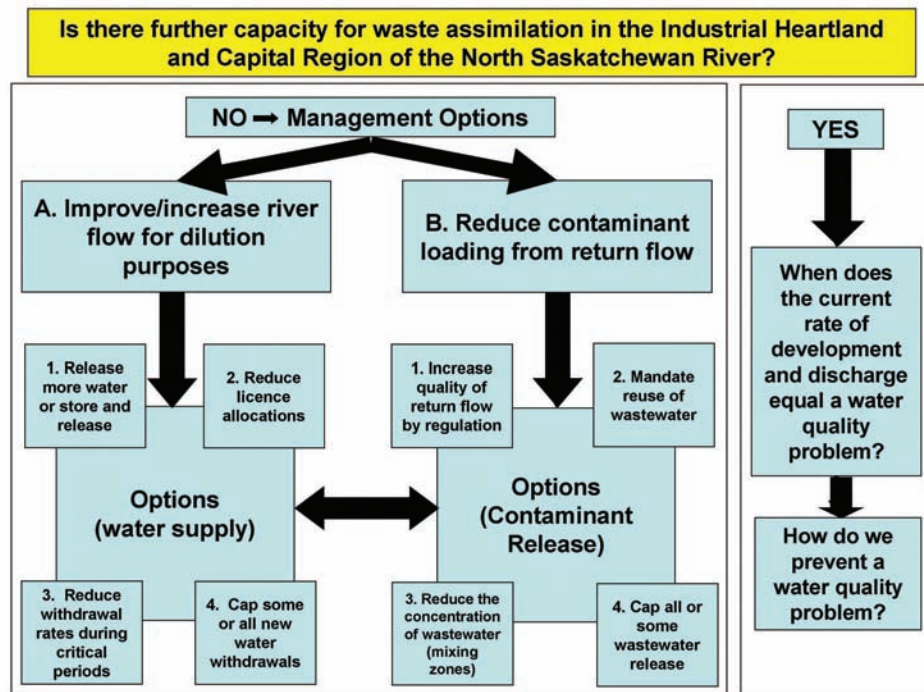 Is there further capacity for waste assimilation in the Industrial Heartland
and Capital Region of the North Saskatchewan River?
NO → Management Options
A. Improve/increase river
flow for dilution
purposes
B. Reduce contaminant
loading from return flow
1. Release
more water
or store and
release
2. Reduce
licence
allocations
Options
(water supply)
3. Reduce
withdrawal
rates during
critical
periods
4. Cap some
or all new
water
withdrawals
1. Increase
quality of
return flow
by regulation
2. Mandate
reuse of
wastewater
Options
(Contaminant
Release)
3. Reduce the
concentration
of wastewater
(mixing
zones)
4. Cap all or
some
wastewater
release
YES
When does
the current
rate of
development
and discharge
equal a water
quality
problem?
How do we
prevent a
water quality
problem?